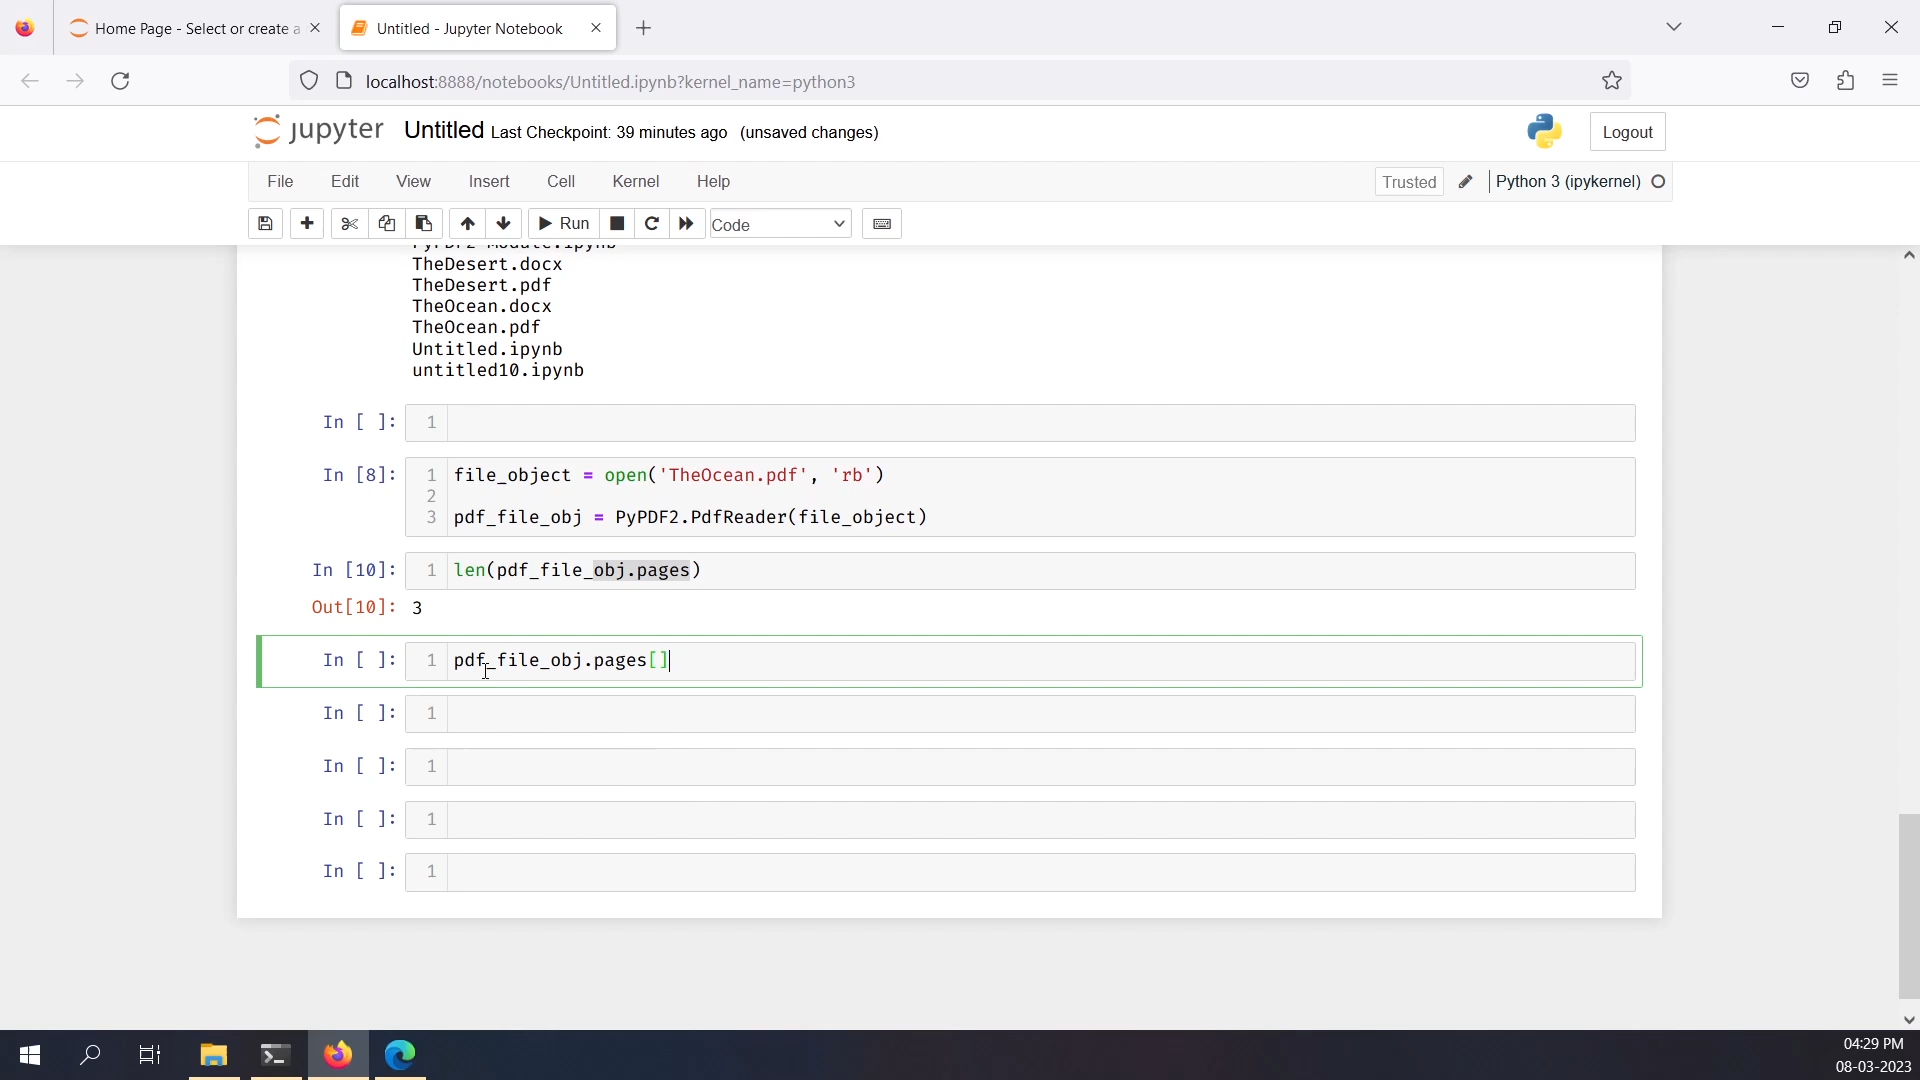 Home Page - Select or create a
Untitled - Jupyter Notebook
localhost:8888/notebooks/Untitled.ipynb?kernel_name=python3
jupyter Untitled Last Checkpoint: 39 minutes ago (unsaved changes)
Logout
File Edit View Insert Cell Kernel Help
Trusted Python 3 (ipykernel)
Run Code
TheDesert.docx
TheDesert.pdf
TheOcean.docx
TheOcean.pdf
Untitled.ipynb
untitled10.ipynb
In [ ]: 1
In [8]: 1 file_object = open('TheOcean.pdf', 'rb')
2
3 pdf_file_obj = PyPDF2.PdfReader(file_object)
In [10]: 1 len(pdf_file_obj.pages)
Out[10]: 3
In [ ]: 1 pdf_file_obj.pages[]
In [ ]: 1
In [ ]: 1
In [ ]: 1
In [ ]: 1
04:29 PM
08-03-2023